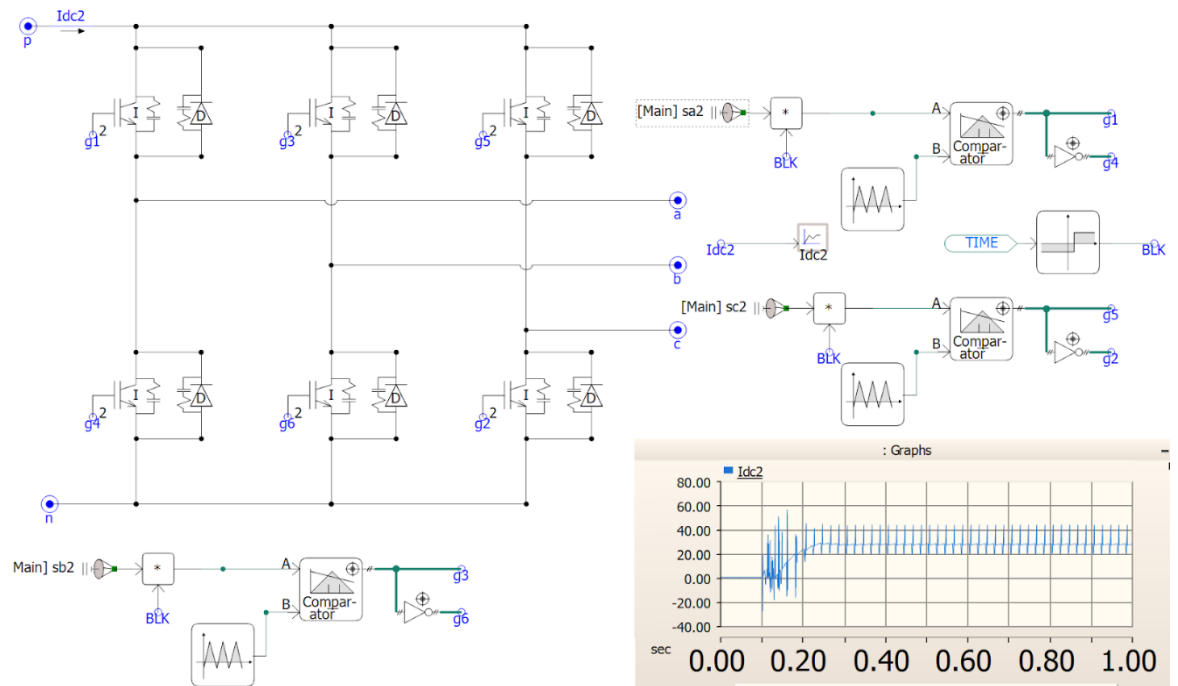 Idc2
p
I D I D I D
2 2 2
g1 g3 g5
a
b
c
I D I D I D
2 2 2
g4 g6 g2
n
[Main] sa2
*
BLK
A
B
Compar-
ator
g1
g4
Idc2
Idc2
TIME
BLK
[Main] sc2
*
BLK
A
B
Compar-
ator
g5
g2
Main] sb2
*
BLK
A
B
Compar-
ator
g3
g6
: Graphs
Idc2
80.00
60.00
40.00
20.00
0.00
-20.00
-40.00
sec 0.00 0.20 0.40 0.60 0.80 1.00